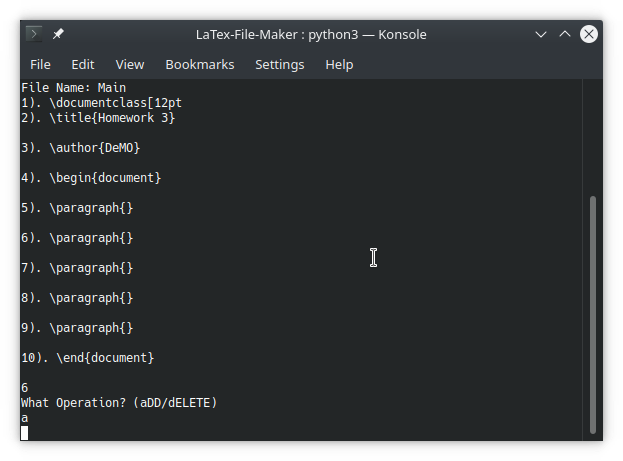 LaTex-File-Maker : python3 — Konsole
File Edit View Bookmarks Settings Help
File Name: Main
1). \documentclass[12pt
2). \title{Homework 3}
3). \author{DeMO}
4). \begin{document}
5). \paragraph{}
6). \paragraph{}
7). \paragraph{}
8). \paragraph{}
9). \paragraph{}
10). \end{document}
6
What Operation? (aDD/dELETE)
a